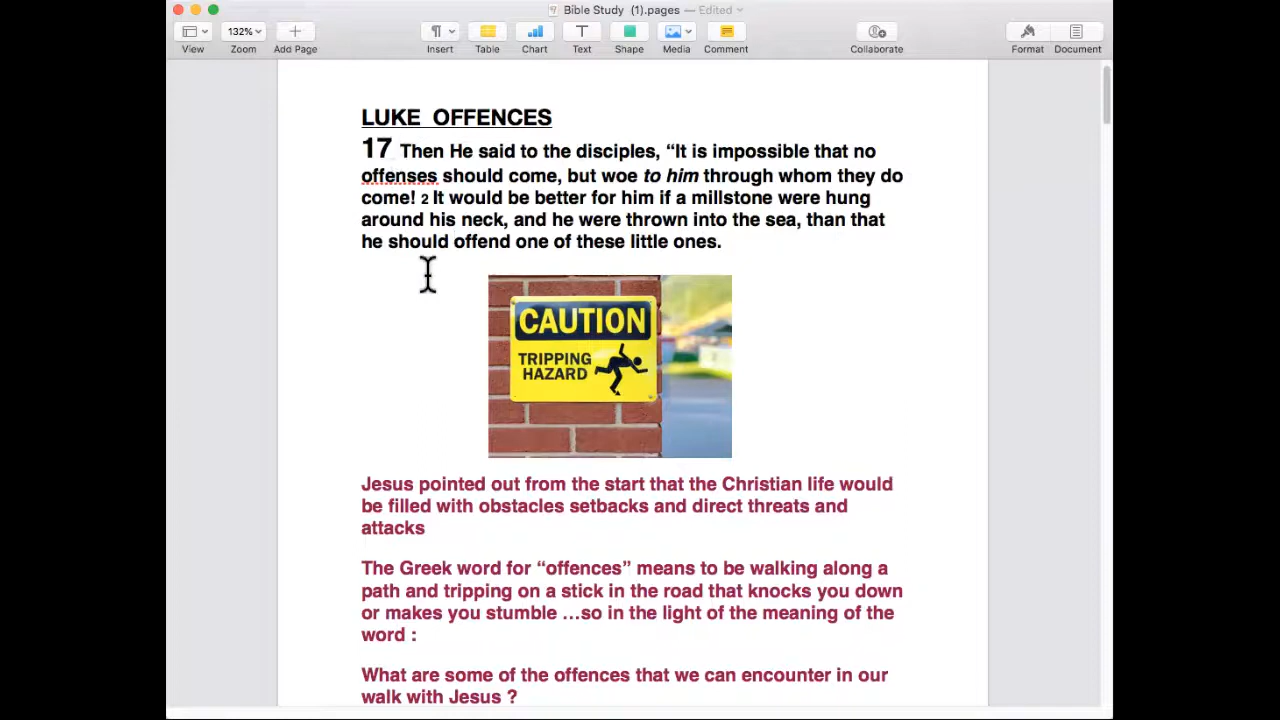 Bible Study (1).pages — Edited
132%
View Zoom Add Page Insert Table Chart Text Shape Media Comment Collaborate Format Document
LUKE OFFENCES
17 Then He said to the disciples, “It is impossible that no
offenses should come, but woe to him through whom they do
come! 2 It would be better for him if a millstone were hung
around his neck, and he were thrown into the sea, than that
he should offend one of these little ones.
CAUTION
TRIPPING
HAZARD
Jesus pointed out from the start that the Christian life would
be filled with obstacles setbacks and direct threats and
attacks
The Greek word for “offences” means to be walking along a
path and tripping on a stick in the road that knocks you down
or makes you stumble …so in the light of the meaning of the
word :
What are some of the offences that we can encounter in our
walk with Jesus ?